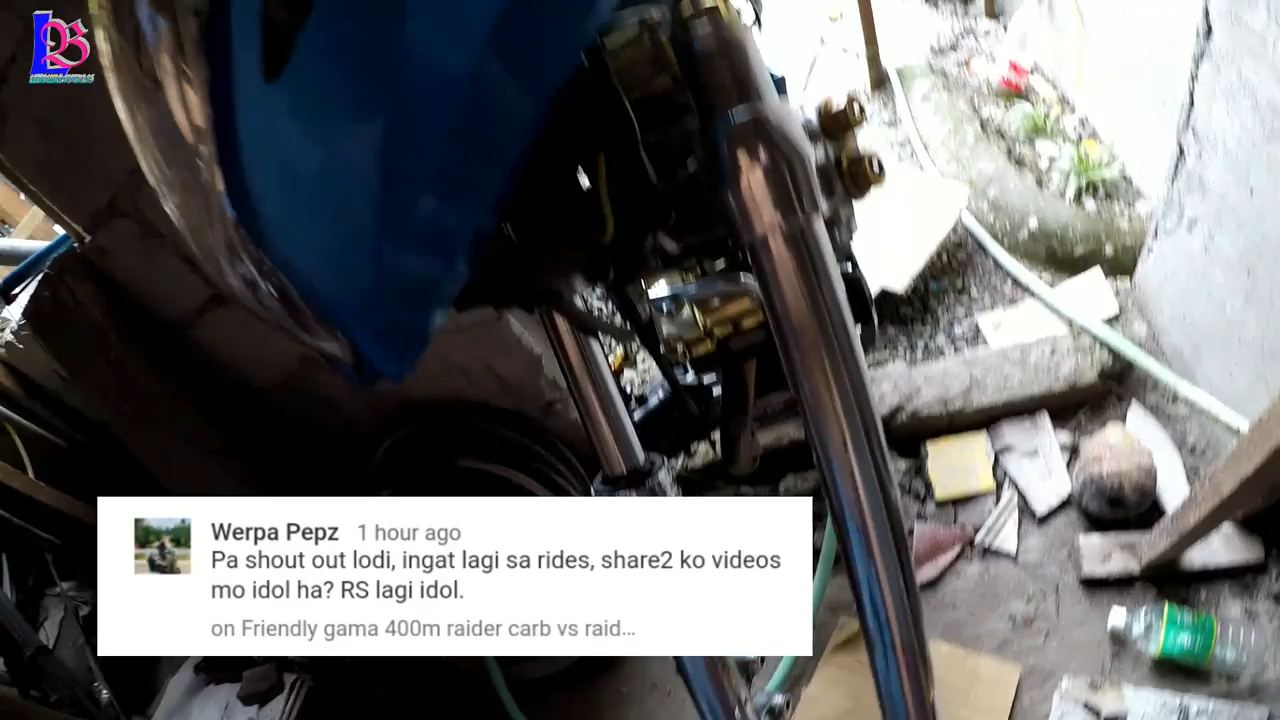 Werpa Pepz 1 hour ago
Pa shout out lodi, ingat lagi sa rides, share2 ko videos
mo idol ha? RS lagi idol.
on Friendly gama 400m raider carb vs raid...